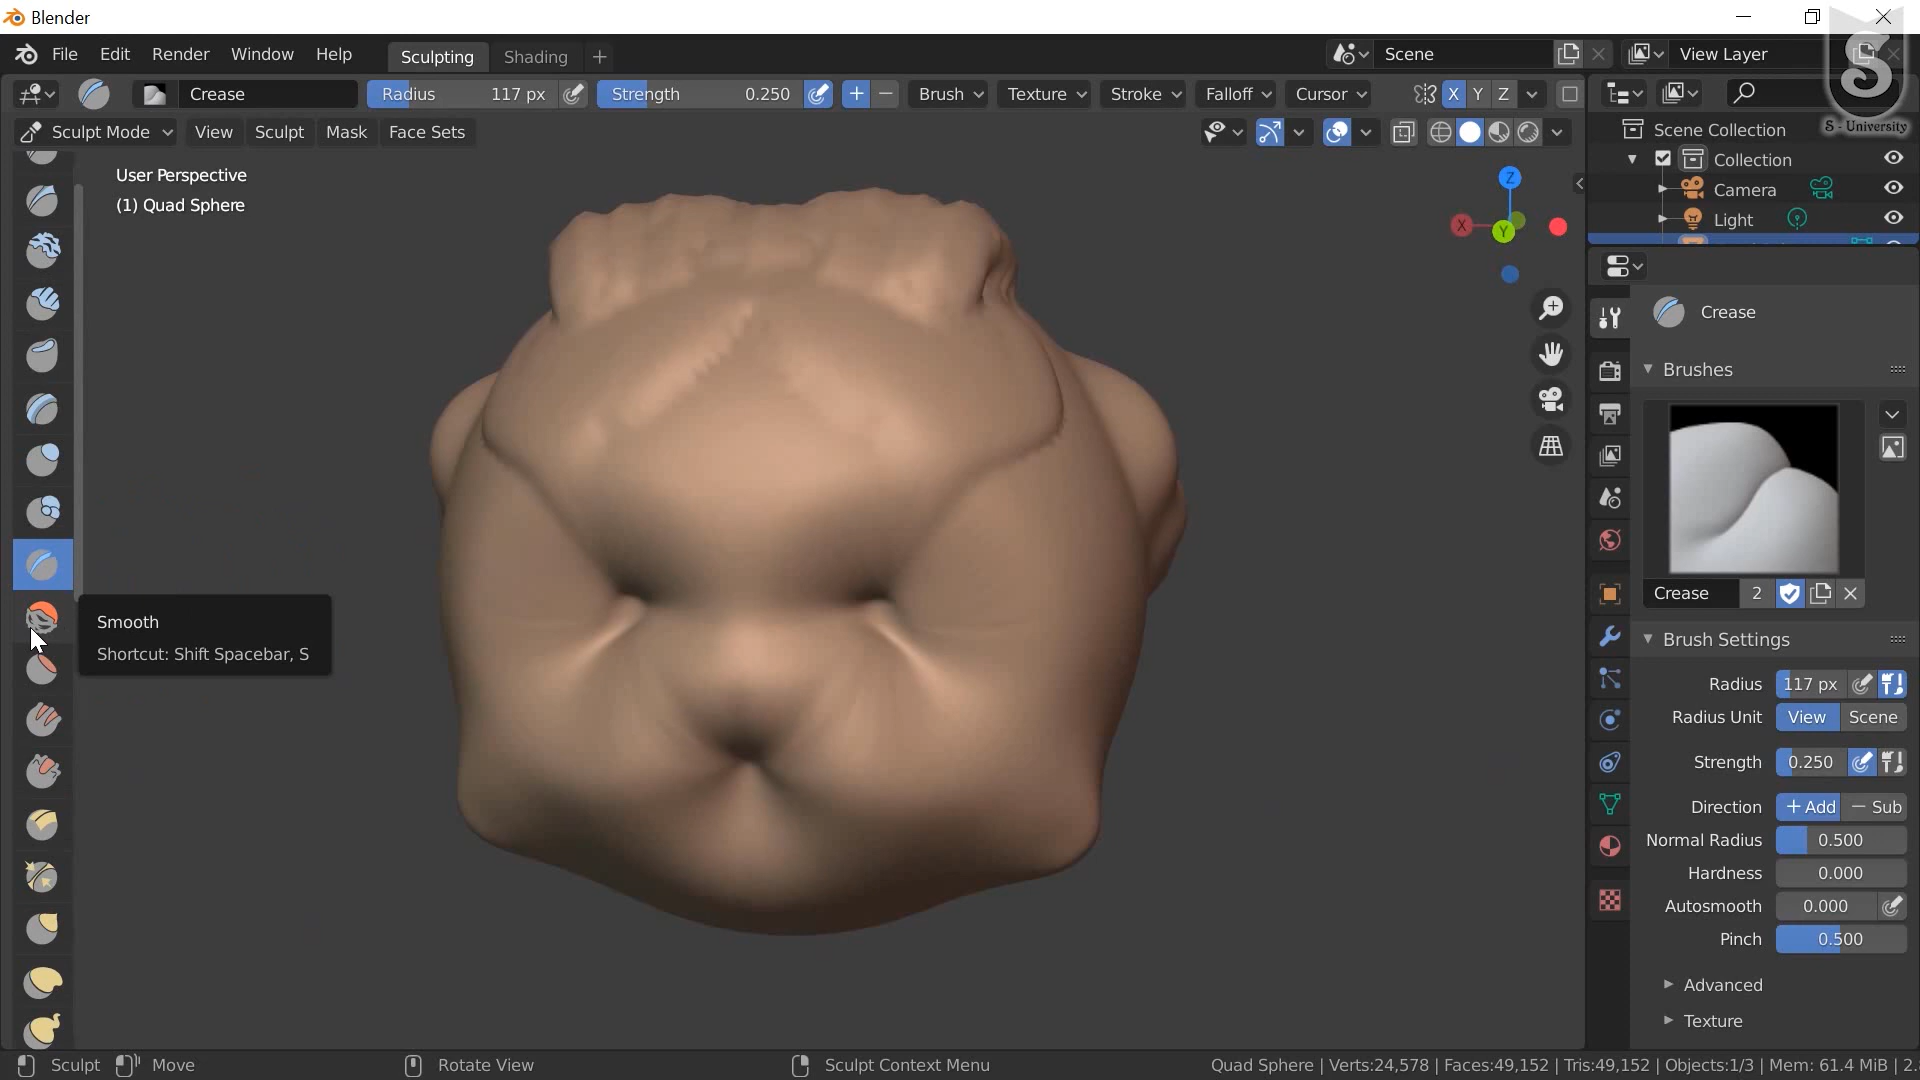 Blender
File Edit Render Window Help Sculpting Shading Scene View Layer
Crease Radius 117 px Strength 0.250 Brush Texture Stroke Falloff Cursor X Y Z
S
S - University
Sculpt Mode View Sculpt Mask Face Sets
Scene Collection
Collection
Camera
Light
User Perspective
(1) Quad Sphere
Z
X
Y
Crease
Brushes
Crease 2
Smooth
Shortcut: Shift Spacebar, S
Brush Settings
Radius 117 px
Radius Unit View Scene
Strength 0.250
Direction + Add − Sub
Normal Radius 0.500
Hardness 0.000
Autosmooth 0.000
Pinch 0.500
Advanced
Texture
Sculpt Move Rotate View Sculpt Context Menu Quad Sphere | Verts:24,578 | Faces:49,152 | Tris:49,152 | Objects:1/3 | Mem: 61.4 MiB | 2.